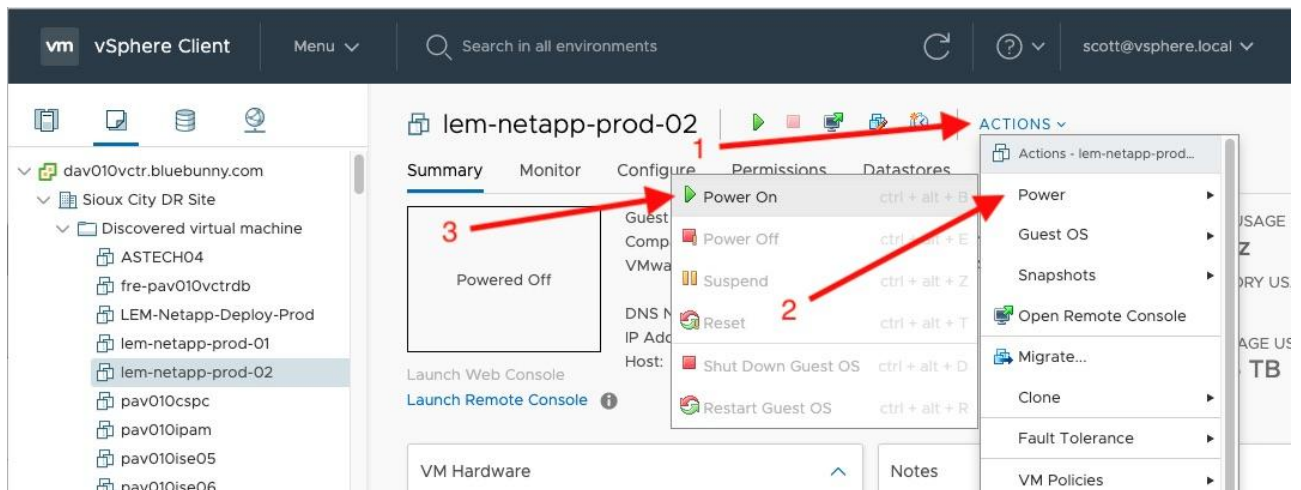 vm vSphere Client Menu Search in all environments scott@vsphere.local
lem-netapp-prod-02 ACTIONS
1
Summary Monitor Configure Permissions Datastores
dav010vctr.bluebunny.com
Sioux City DR Site
Discovered virtual machine
ASTECH04
fre-pav010vctrdb
LEM-Netapp-Deploy-Prod
lem-netapp-prod-01
lem-netapp-prod-02
pav010cspc
pav010ipam
pav010ise05
pav010ise06
Powered Off
Launch Web Console
Launch Remote Console
Guest
Comp
VMwa
DNS N
IP Add
Host:
3
Power On ctrl + alt + B
Power Off ctrl + alt + E
Suspend ctrl + alt + Z
Reset ctrl + alt + T
Shut Down Guest OS ctrl + alt + D
Restart Guest OS ctrl + alt + R
2
Actions - lem-netapp-prod...
Power
Guest OS
Snapshots
Open Remote Console
Migrate...
Clone
Fault Tolerance
VM Policies
USAGE
Z
ORY US
AGE US
TB
VM Hardware
Notes